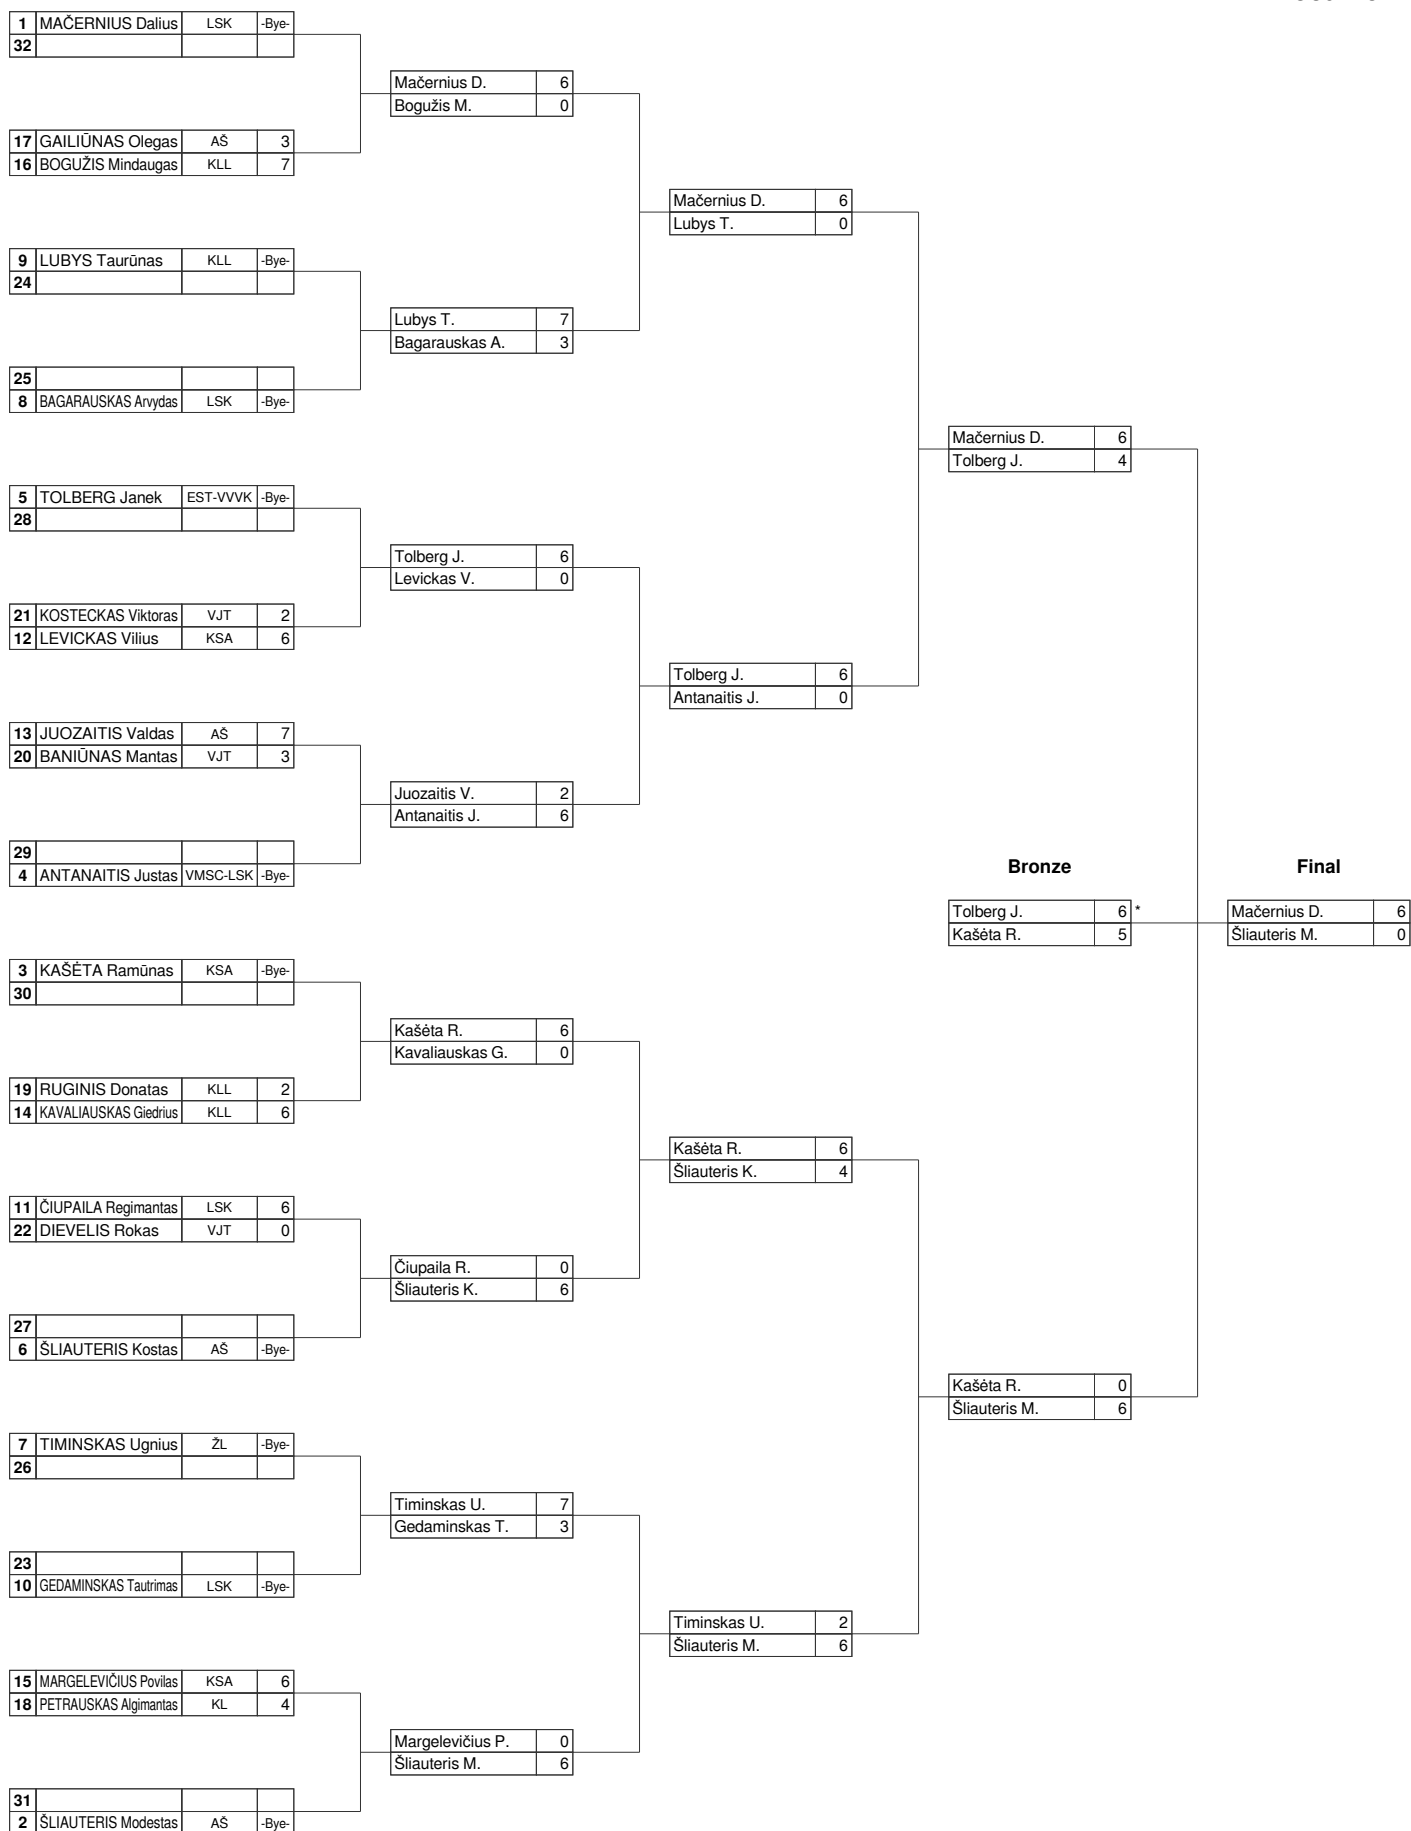 1 MAČERNIUS Dalius LSK -Bye-
32
Mačernius D. 6
Bogužis M. 0
17 GAILIŪNAS Olegas AŠ 3
16 BOGUŽIS Mindaugas KLL 7
Mačernius D. 6
Lubys T. 0
9 LUBYS Taurūnas KLL -Bye-
24
Lubys T. 7
Bagarauskas A. 3
25
8 BAGARAUSKAS Arvydas LSK -Bye-
Mačernius D. 6
Tolberg J. 4
5 TOLBERG Janek EST-VVVK -Bye-
28
Tolberg J. 6
Levickas V. 0
21 KOSTECKAS Viktoras VJT 2
12 LEVICKAS Vilius KSA 6
Tolberg J. 6
Antanaitis J. 0
13 JUOZAITIS Valdas AŠ 7
20 BANIŪNAS Mantas VJT 3
Juozaitis V. 2
Antanaitis J. 6
29
4 ANTANAITIS Justas VMSC-LSK -Bye-
Bronze Final
Tolberg J. 6 * Mačernius D. 6
Kašėta R. 5 Šliauteris M. 0
3 KAŠĖTA Ramūnas KSA -Bye-
30
Kašėta R. 6
Kavaliauskas G. 0
19 RUGINIS Donatas KLL 2
14 KAVALIAUSKAS Giedrius KLL 6
Kašėta R. 6
Šliauteris K. 4
11 ČIUPAILA Regimantas LSK 6
22 DIEVELIS Rokas VJT 0
Čiupaila R. 0
Šliauteris K. 6
27
6 ŠLIAUTERIS Kostas AŠ -Bye-
Kašėta R. 0
Šliauteris M. 6
7 TIMINSKAS Ugnius ŽL -Bye-
26
Timinskas U. 7
Gedaminskas T. 3
23
10 GEDAMINSKAS Tautrimas LSK -Bye-
Timinskas U. 2
Šliauteris M. 6
15 MARGELEVIČIUS Povilas KSA 6
18 PETRAUSKAS Algimantas KL 4
Margelevičius P. 0
Šliauteris M. 6
31
2 ŠLIAUTERIS Modestas AŠ -Bye-